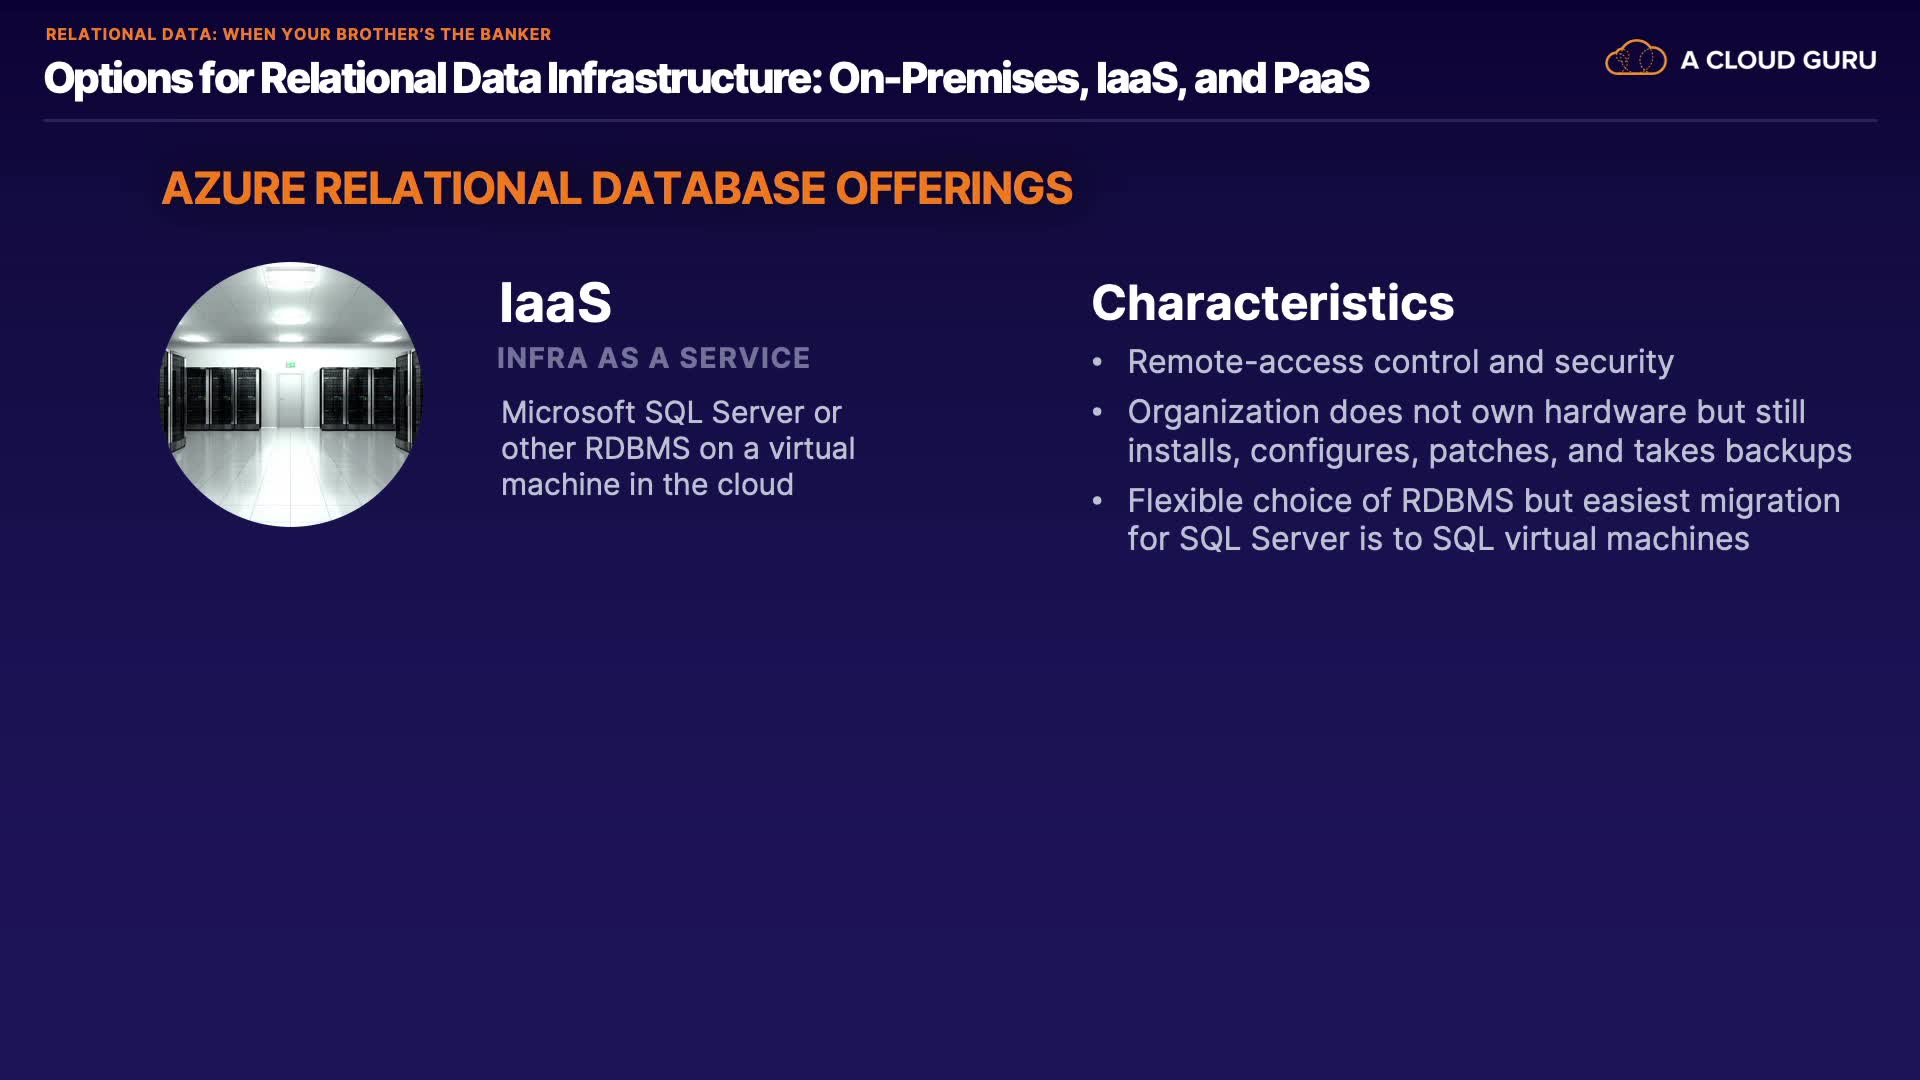 RELATIONAL DATA: WHEN YOUR BROTHER’S THE BANKER
Options for Relational Data Infrastructure: On-Premises, IaaS, and PaaS
A CLOUD GURU
AZURE RELATIONAL DATABASE OFFERINGS
IaaS
INFRA AS A SERVICE
Microsoft SQL Server or
other RDBMS on a virtual
machine in the cloud
Characteristics
• Remote-access control and security
• Organization does not own hardware but still
installs, configures, patches, and takes backups
• Flexible choice of RDBMS but easiest migration
for SQL Server is to SQL virtual machines